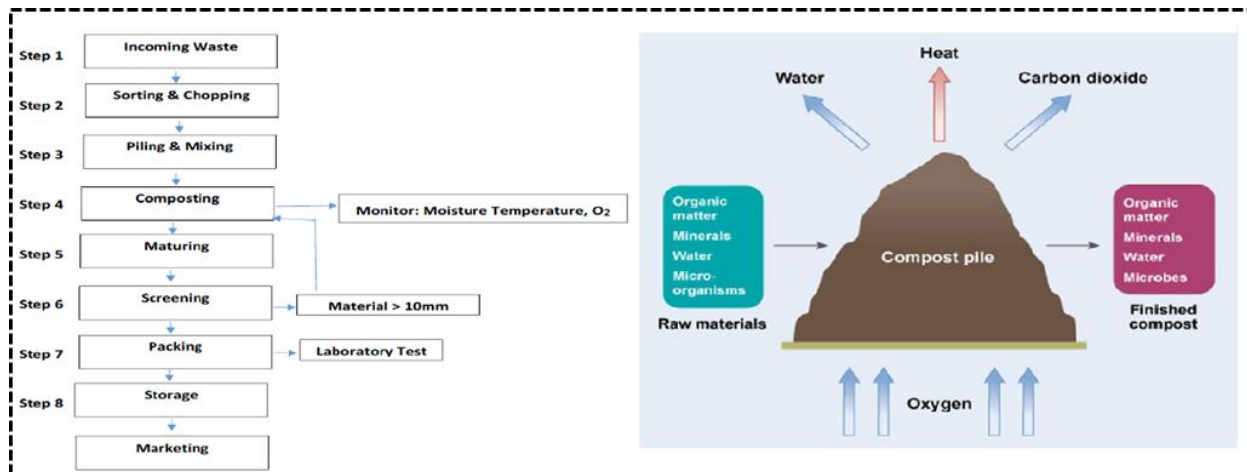 Step 1
Incoming Waste
Step 2
Sorting & Chopping
Step 3
Piling & Mixing
Step 4
Composting
Monitor: Moisture Temperature, O₂
Step 5
Maturing
Step 6
Screening
Material > 10mm
Step 7
Packing
Laboratory Test
Step 8
Storage
Marketing
Heat
Water
Carbon dioxide
Organic
matter
Minerals
Water
Micro-
organisms
Raw materials
Compost pile
Organic
matter
Minerals
Water
Microbes
Finished
compost
Oxygen